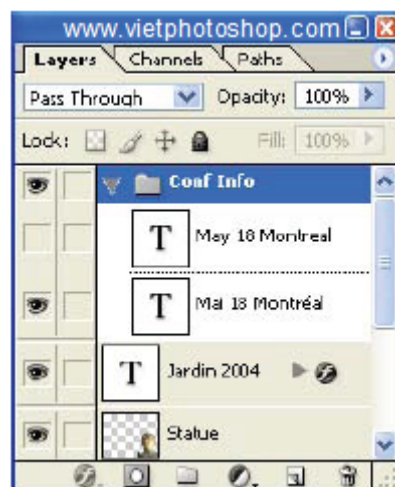 www.vietphotoshop.com
Layers Channels Paths
Pass Through Opacity: 100%
Lock: Fill: 100%
Conf Info
T May 18 Montreal
T Mai 18 Montréal
T Jardin 2004
Statue